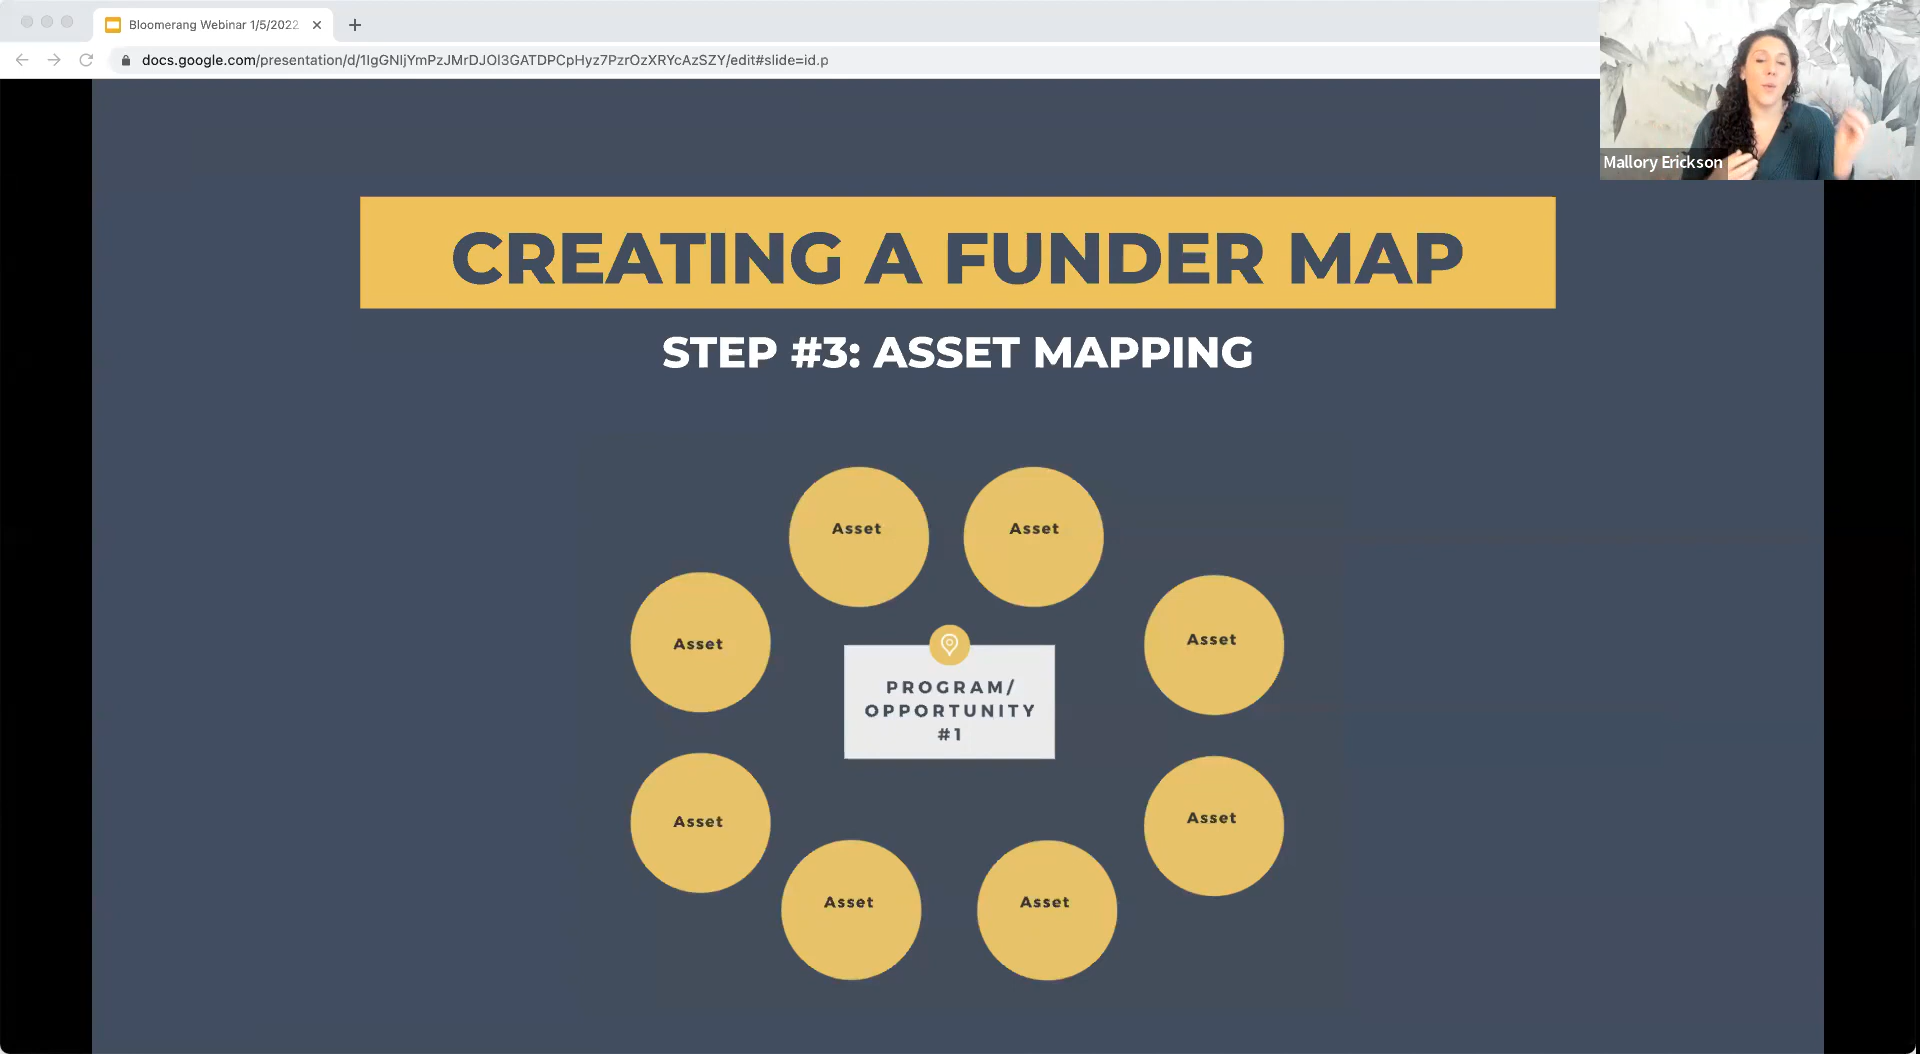 Bloomerang Webinar 1/5/2022
docs.google.com/presentation/d/1IgGNIjYmPzJMrDJOl3GATDPCpHyz7PzrOzXRYcAzSZY/edit#slide=id.p
Mallory Erickson
CREATING A FUNDER MAP
STEP #3: ASSET MAPPING
Asset
Asset
Asset
Asset
PROGRAM/
OPPORTUNITY
#1
Asset
Asset
Asset
Asset